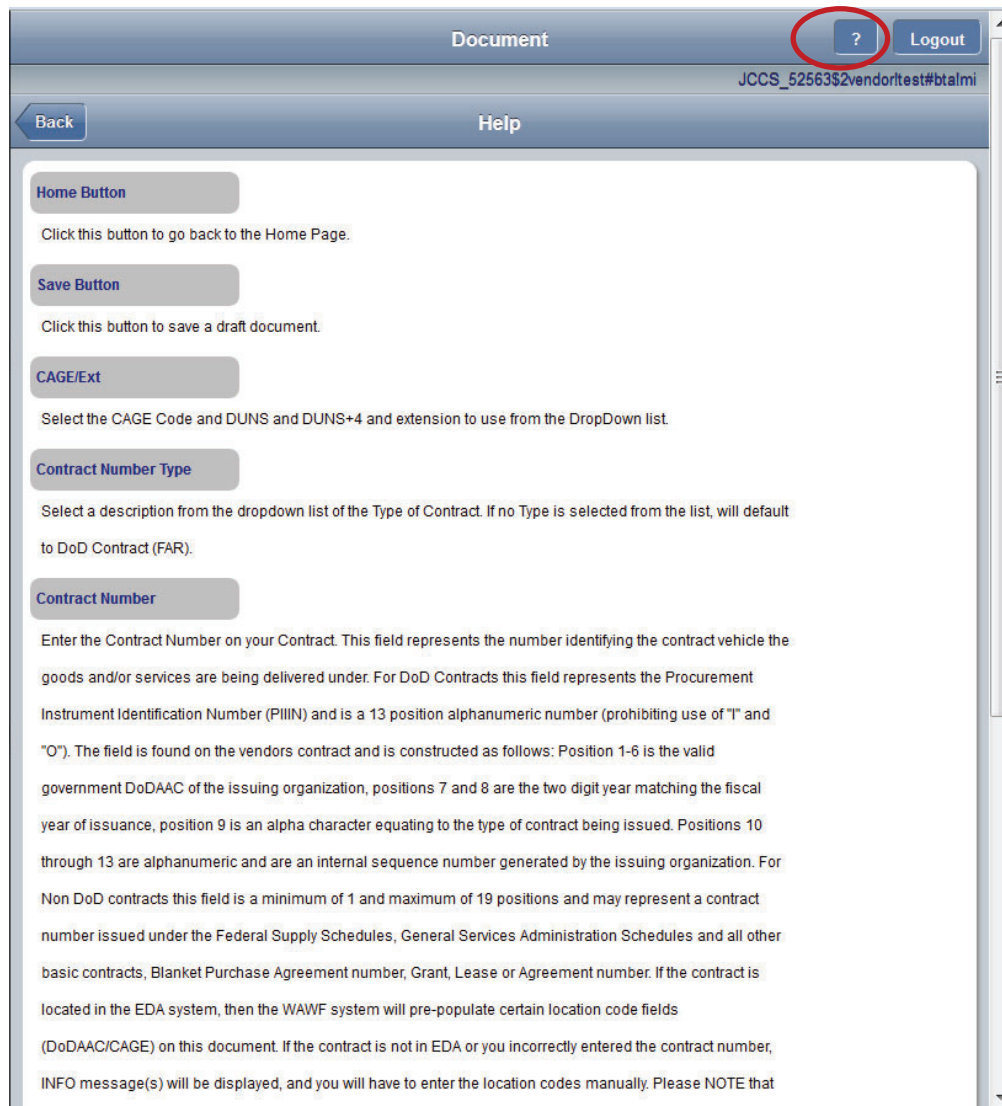 Document
?
Logout
JCCS_52563$2vendor!test#bta!mi
Back
Help
Home Button
Click this button to go back to the Home Page.
Save Button
Click this button to save a draft document.
CAGE/Ext
Select the CAGE Code and DUNS and DUNS+4 and extension to use from the DropDown list.
Contract Number Type
Select a description from the dropdown list of the Type of Contract. If no Type is selected from the list, will default
to DoD Contract (FAR).
Contract Number
Enter the Contract Number on your Contract. This field represents the number identifying the contract vehicle the
goods and/or services are being delivered under. For DoD Contracts this field represents the Procurement
Instrument Identification Number (PIIIN) and is a 13 position alphanumeric number (prohibiting use of "I" and
"O"). The field is found on the vendors contract and is constructed as follows: Position 1-6 is the valid
government DoDAAC of the issuing organization, positions 7 and 8 are the two digit year matching the fiscal
year of issuance, position 9 is an alpha character equating to the type of contract being issued. Positions 10
through 13 are alphanumeric and are an internal sequence number generated by the issuing organization. For
Non DoD contracts this field is a minimum of 1 and maximum of 19 positions and may represent a contract
number issued under the Federal Supply Schedules, General Services Administration Schedules and all other
basic contracts, Blanket Purchase Agreement number, Grant, Lease or Agreement number. If the contract is
located in the EDA system, then the WAWF system will pre-populate certain location code fields
(DoDAAC/CAGE) on this document. If the contract is not in EDA or you incorrectly entered the contract number,
INFO message(s) will be displayed, and you will have to enter the location codes manually. Please NOTE that